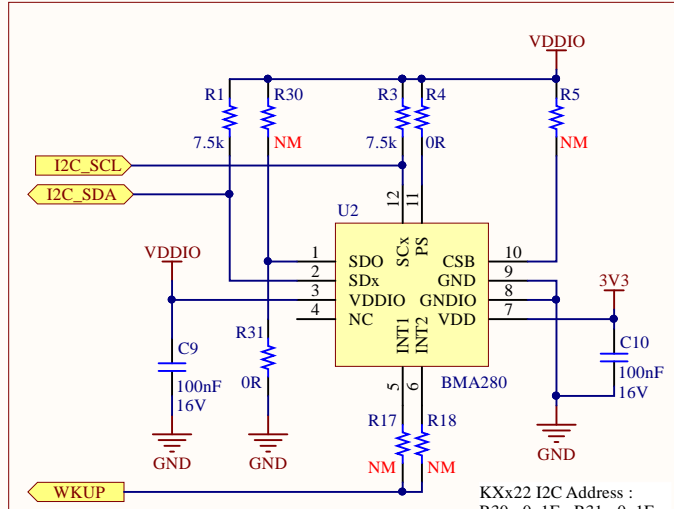 VDDIO
R1 R30 R3 R4 R5
7.5k NM 7.5k 0R NM
I2C_SCL
I2C_SDA
12 11
U2
SCx PS
VDDIO
1 SDO CSB 10
2 SDx GND 9
3 VDDIO GNDIO 8
4 NC VDD 7
3V3
INT1 INT2
R31
0R
C9
100nF
16V
C10
100nF
16V
5 6
BMA280
R17 R18
GND GND GND
NM NM
WKUP
KXx22 I2C Address :